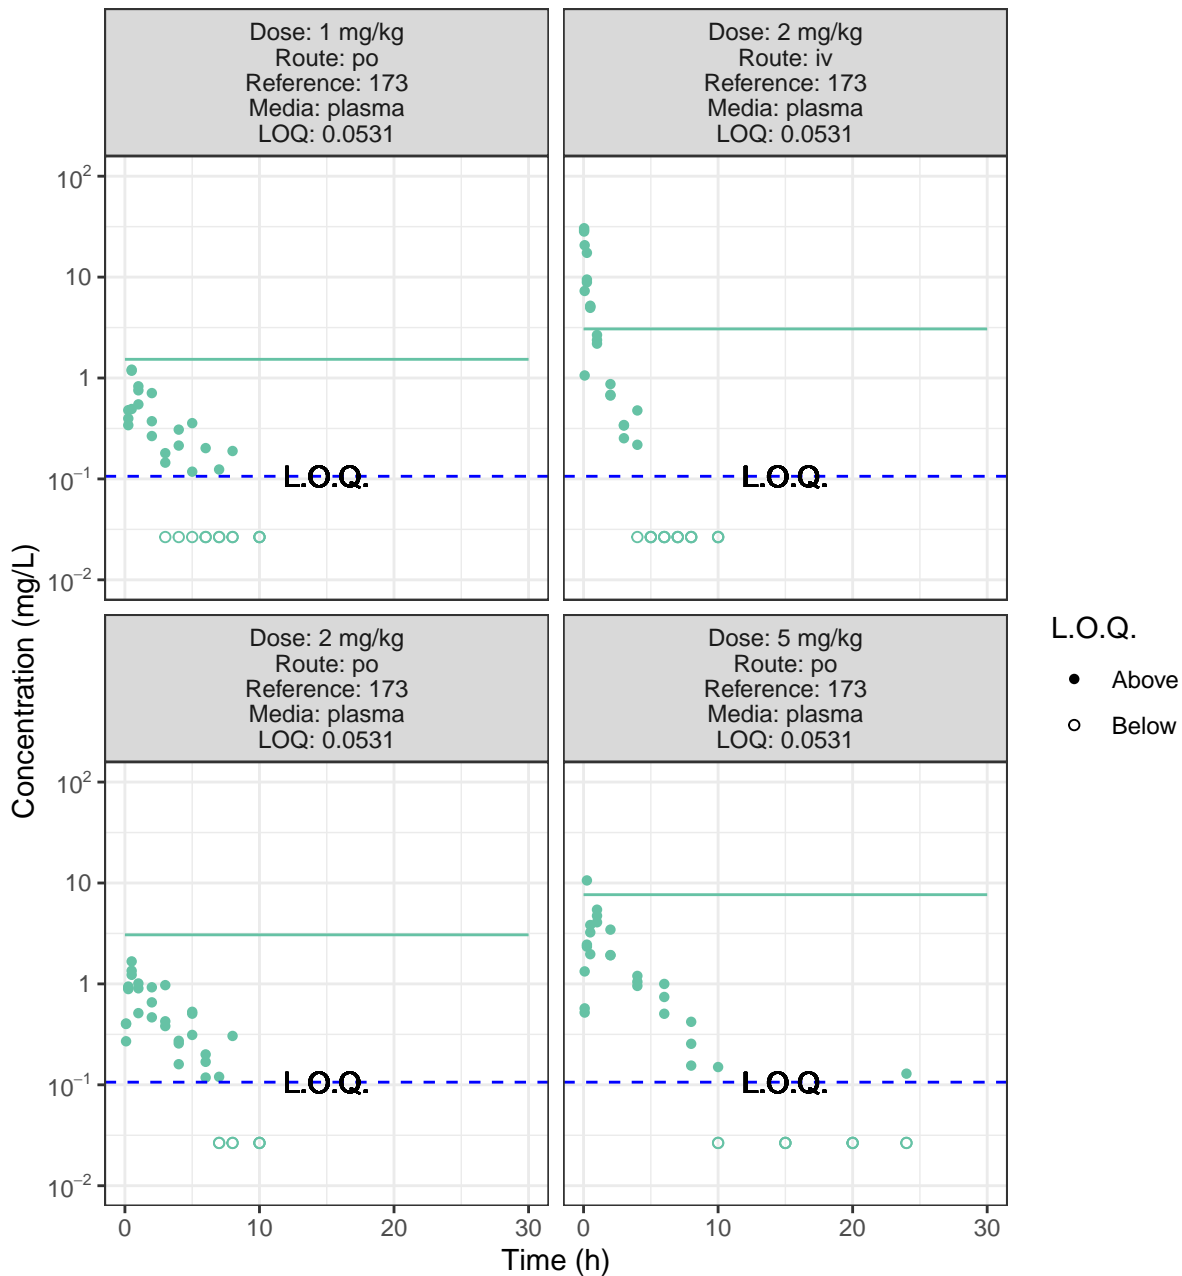 Dose: 1 mg/kg
Route: po
Reference: 173
Media: plasma
LOQ: 0.0531
Dose: 2 mg/kg
Route: iv
Reference: 173
Media: plasma
LOQ: 0.0531
10²
10
1
10⁻¹
10⁻²
L.O.Q.
L.O.Q.
Dose: 2 mg/kg
Route: po
Reference: 173
Media: plasma
LOQ: 0.0531
Dose: 5 mg/kg
Route: po
Reference: 173
Media: plasma
LOQ: 0.0531
10²
10
1
10⁻¹
10⁻²
L.O.Q.
L.O.Q.
0 10 20 30
0 10 20 30
Time (h)
Concentration (mg/L)
L.O.Q.
Above
Below